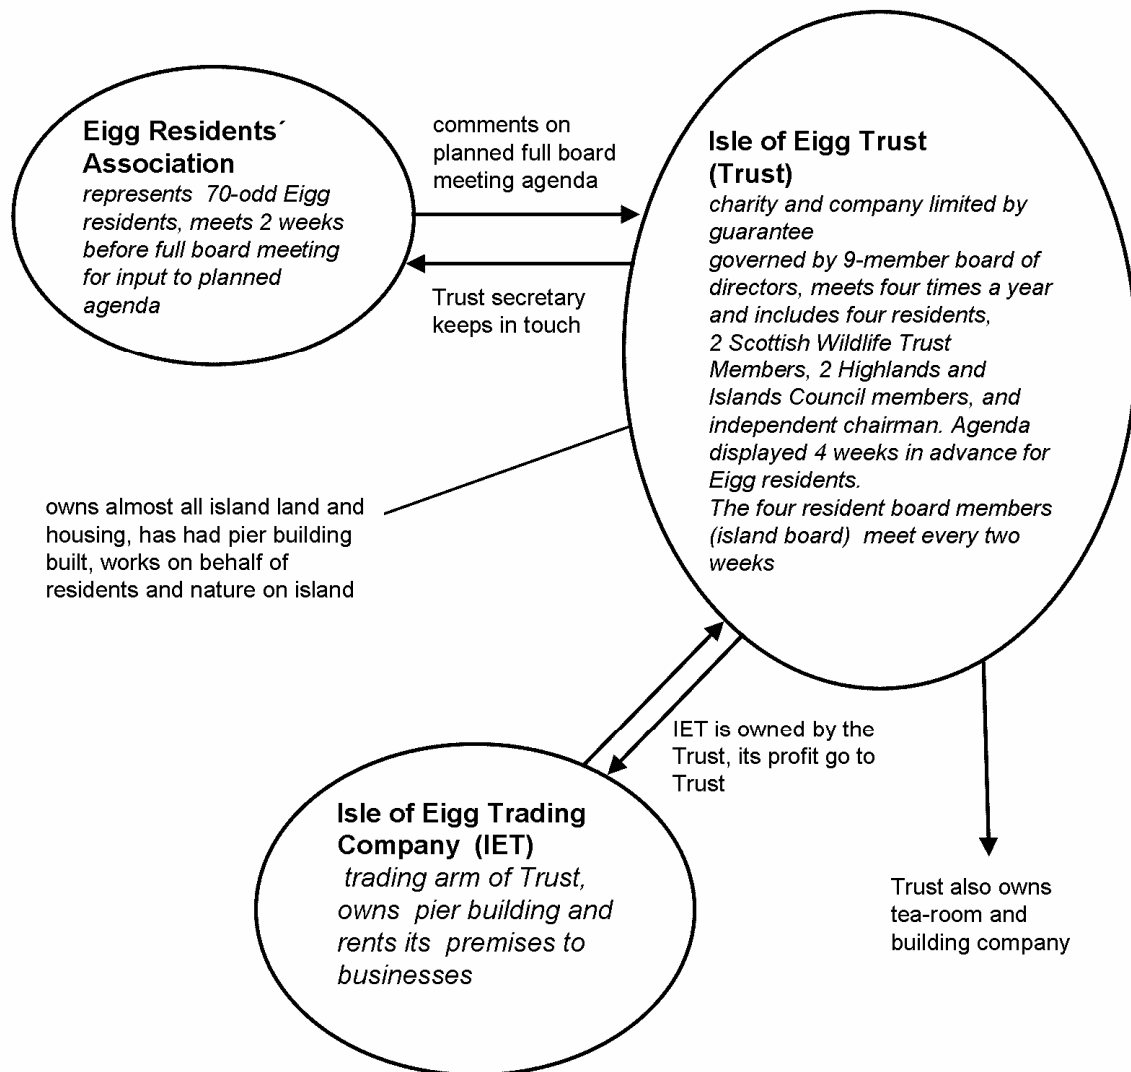 Eigg Residents´
Association
represents 70-odd Eigg
residents, meets 2 weeks
before full board meeting
for input to planned
agenda
comments on
planned full board
meeting agenda
Trust secretary
keeps in touch
Isle of Eigg Trust
(Trust)
charity and company limited by
guarantee
governed by 9-member board of
directors, meets four times a year
and includes four residents,
2 Scottish Wildlife Trust
Members, 2 Highlands and
Islands Council members, and
independent chairman. Agenda
displayed 4 weeks in advance for
Eigg residents.
The four resident board members
(island board) meet every two
weeks
owns almost all island land and
housing, has had pier building
built, works on behalf of
residents and nature on island
IET is owned by the
Trust, its profit go to
Trust
Isle of Eigg Trading
Company (IET)
trading arm of Trust,
owns pier building and
rents its premises to
businesses
Trust also owns
tea-room and
building company